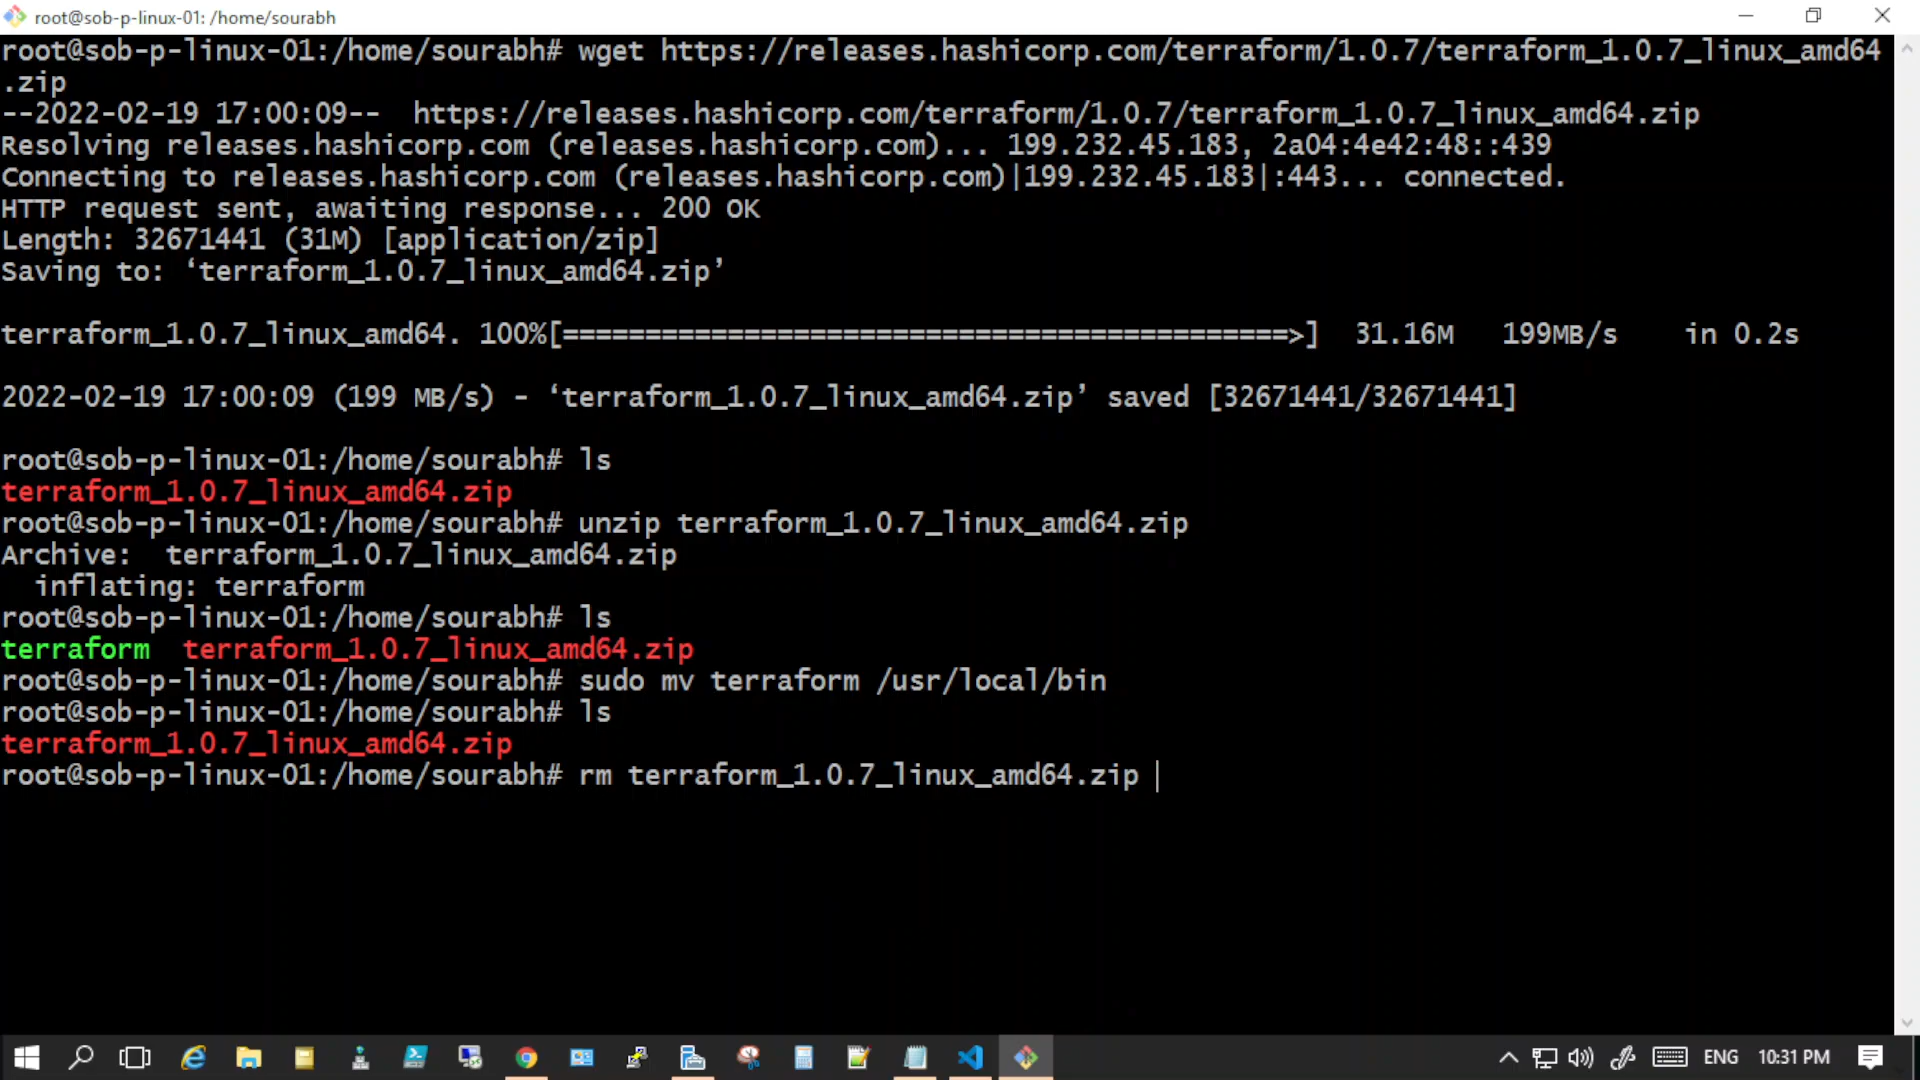 root@sob-p-linux-01: /home/sourabh
root@sob-p-linux-01:/home/sourabh# wget https://releases.hashicorp.com/terraform/1.0.7/terraform_1.0.7_linux_amd64
.zip
--2022-02-19 17:00:09--  https://releases.hashicorp.com/terraform/1.0.7/terraform_1.0.7_linux_amd64.zip
Resolving releases.hashicorp.com (releases.hashicorp.com)... 199.232.45.183, 2a04:4e42:48::439
Connecting to releases.hashicorp.com (releases.hashicorp.com)|199.232.45.183|:443... connected.
HTTP request sent, awaiting response... 200 OK
Length: 32671441 (31M) [application/zip]
Saving to: ‘terraform_1.0.7_linux_amd64.zip’
terraform_1.0.7_linux_amd64. 100%[============================================>]  31.16M   199MB/s    in 0.2s
2022-02-19 17:00:09 (199 MB/s) - ‘terraform_1.0.7_linux_amd64.zip’ saved [32671441/32671441]
root@sob-p-linux-01:/home/sourabh# ls
terraform_1.0.7_linux_amd64.zip
root@sob-p-linux-01:/home/sourabh# unzip terraform_1.0.7_linux_amd64.zip
Archive:  terraform_1.0.7_linux_amd64.zip
  inflating: terraform
root@sob-p-linux-01:/home/sourabh# ls
terraform  terraform_1.0.7_linux_amd64.zip
root@sob-p-linux-01:/home/sourabh# sudo mv terraform /usr/local/bin
root@sob-p-linux-01:/home/sourabh# ls
terraform_1.0.7_linux_amd64.zip
root@sob-p-linux-01:/home/sourabh# rm terraform_1.0.7_linux_amd64.zip
ENG 10:31 PM